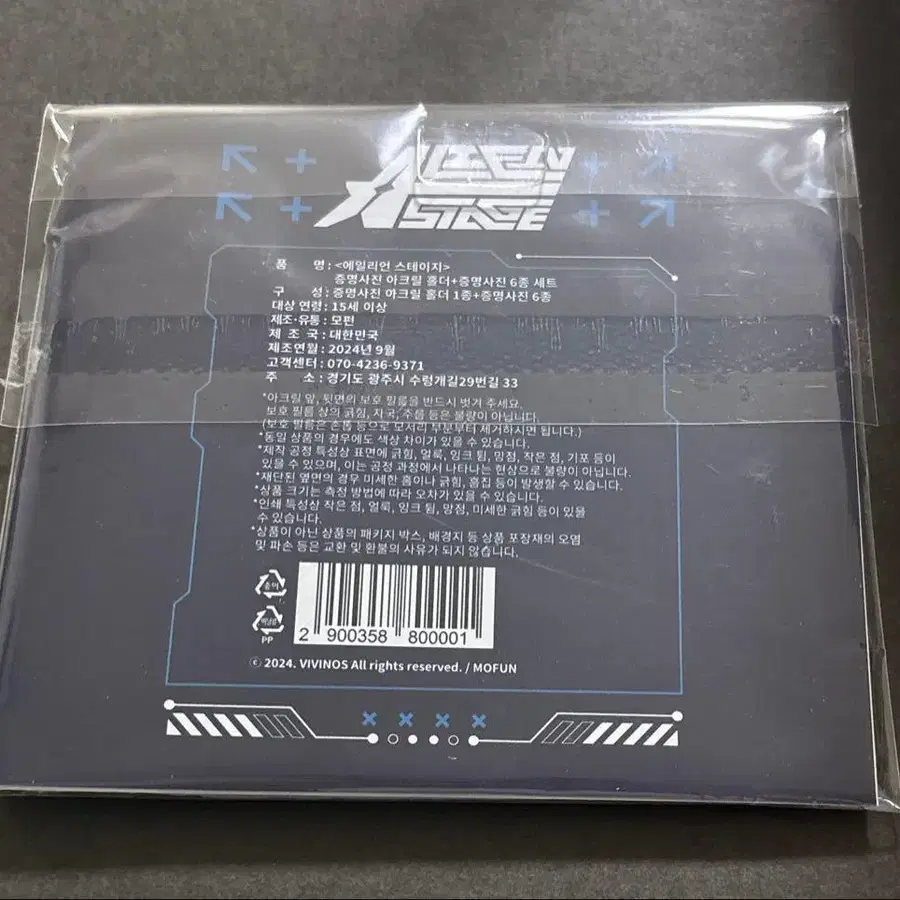 ALIEN STAGE
품 명 : <에일리언 스테이지>
증명사진 아크릴 홀더+증명사진 6종 세트
구 성 : 증명사진 아크릴 홀더 1종+증명사진 6종
대상 연령 : 15세 이상
제조·유통 : 모펀
제 조 국 : 대한민국
제조연월 : 2024년 9월
고객센터 : 070-4236-9371
주 소 : 경기도 광주시 수렁개길29번길 33
*아크릴 앞, 뒷면의 보호 필름을 반드시 벗겨 주세요.
보호 필름 상의 긁힘, 자국, 주름 등은 불량이 아닙니다.
(보호 필름은 손톱 등으로 모서리 부분부터 제거하시면 됩니다.)
*동일 상품의 경우에도 색상 차이가 있을 수 있습니다.
*제작 공정 특성상 표면에 긁힘, 얼룩, 잉크 튐, 망점, 작은 점, 기포 등이
있을 수 있으며, 이는 공정 과정에서 나타나는 현상으로 불량이 아닙니다.
*재단된 옆면의 경우 미세한 홈이나 긁힘, 흠집 등이 발생할 수 있습니다.
*상품 크기는 측정 방법에 따라 오차가 있을 수 있습니다.
*인쇄 특성상 작은 점, 얼룩, 잉크 튐, 망점, 미세한 긁힘 등이 있을
수 있습니다.
*상품이 아닌 상품의 패키지 박스, 배경지 등 상품 포장재의 오염
및 파손 등은 교환 및 환불의 사유가 되지 않습니다.
종이
비닐류
PP
2 900358 800001
ⓒ 2024. VIVINOS All rights reserved. / MOFUN